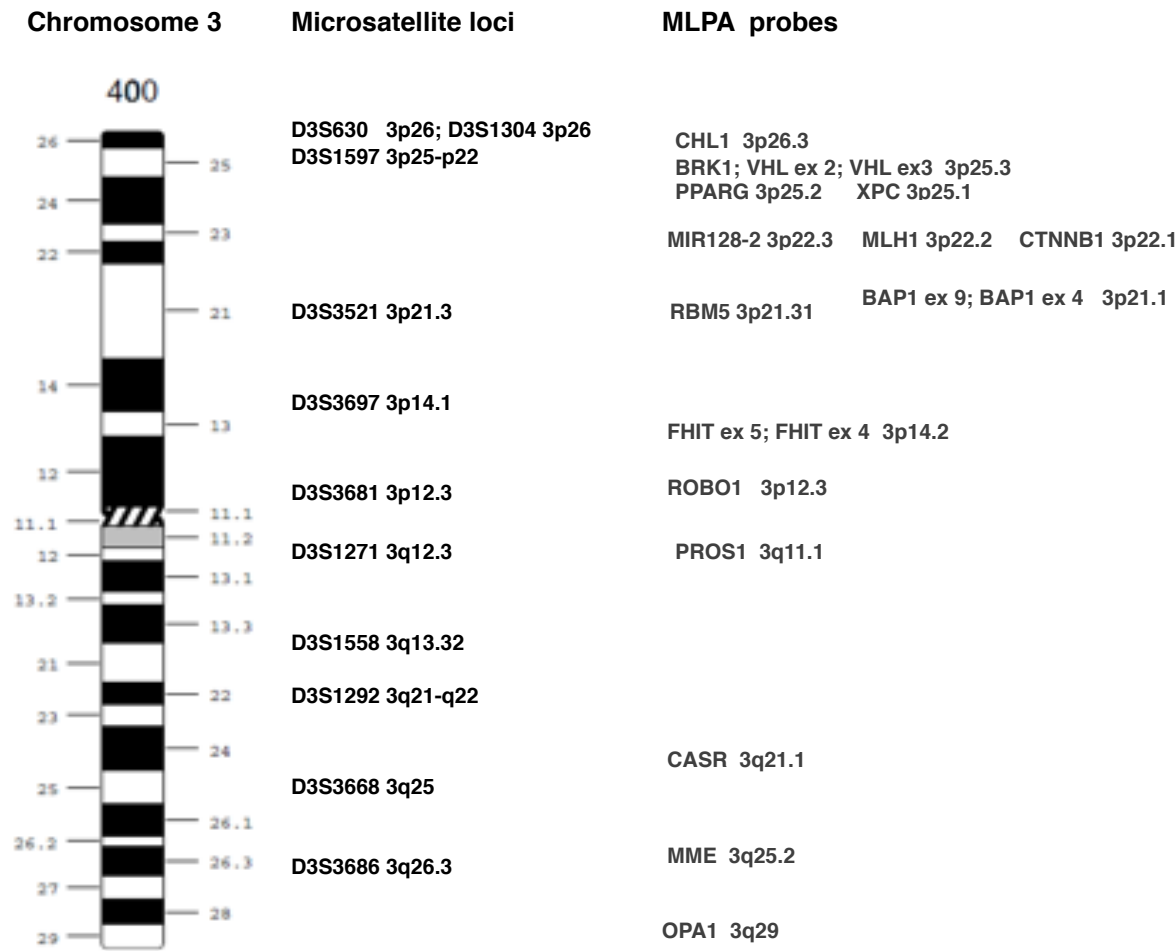 Chromosome 3 Microsatellite loci MLPA probes
400
D3S630 3p26; D3S1304 3p26
CHL1 3p26.3
26
D3S1597 3p25-p22
25
BRK1; VHL ex 2; VHL ex3 3p25.3
PPARG 3p25.2 XPC 3p25.1
24
23
MIR128-2 3p22.3 MLH1 3p22.2 CTNNB1 3p22.1
22
BAP1 ex 9; BAP1 ex 4 3p21.1
21
D3S3521 3p21.3
RBM5 3p21.31
14
D3S3697 3p14.1
13
FHIT ex 5; FHIT ex 4 3p14.2
12
D3S3681 3p12.3
ROBO1 3p12.3
11.1
11.1
11.2
12
D3S1271 3q12.3
PROS1 3q11.1
13.1
13.2
13.3
D3S1558 3q13.32
21
22
D3S1292 3q21-q22
23
24
CASR 3q21.1
25
D3S3668 3q25
26.1
26.2
MME 3q25.2
26.3
D3S3686 3q26.3
27
28
OPA1 3q29
29